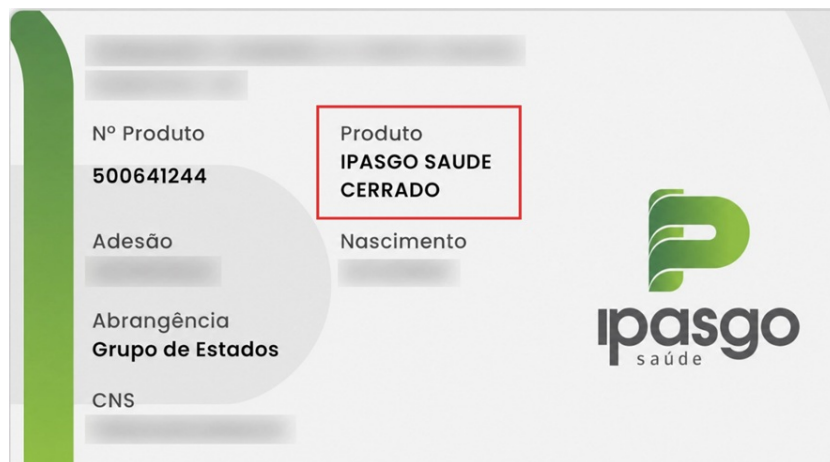 Nº Produto
500641244
Produto
IPASGO SAUDE
CERRADO
Adesão
Nascimento
Abrangência
Grupo de Estados
CNS
ipasgo
saúde